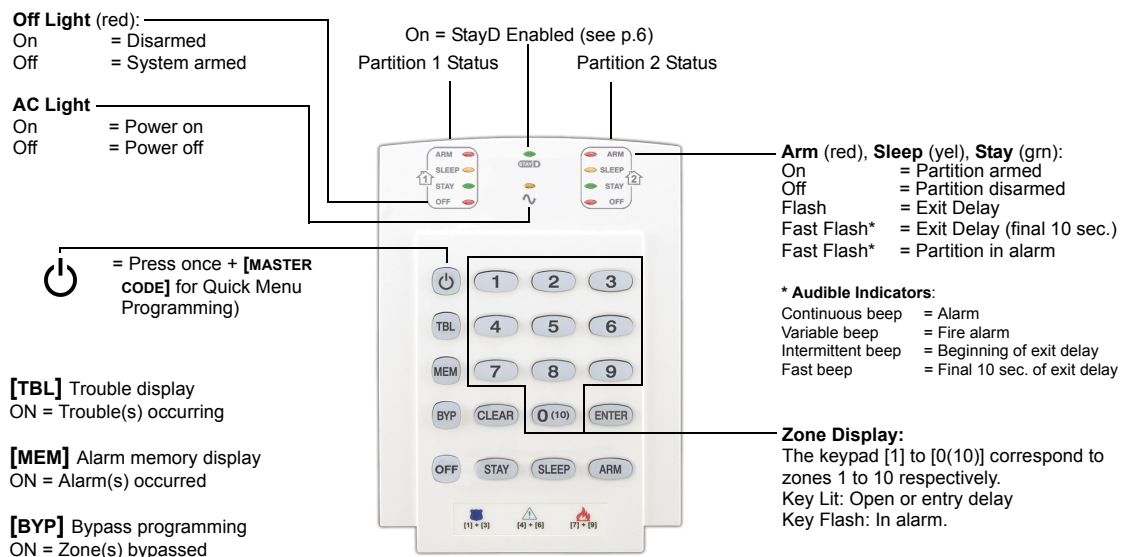 Off Light (red):
On = Disarmed
Off = System armed
AC Light
On = Power on
Off = Power off
= Press once + [MASTER
CODE] for Quick Menu
Programming)
[TBL] Trouble display
ON = Trouble(s) occurring
[MEM] Alarm memory display
ON = Alarm(s) occurred
[BYP] Bypass programming
ON = Zone(s) bypassed
On = StayD Enabled (see p.6)
Partition 1 Status
Partition 2 Status
ARM
SLEEP
STAY
OFF
1
STAY D
ARM
SLEEP
STAY
OFF
2
1 2 3
TBL 4 5 6
MEM 7 8 9
BYP CLEAR 0 (10) ENTER
OFF STAY SLEEP ARM
[1] + [3] [4] + [6] [7] + [9]
Arm (red), Sleep (yel), Stay (grn):
On = Partition armed
Off = Partition disarmed
Flash = Exit Delay
Fast Flash* = Exit Delay (final 10 sec.)
Fast Flash* = Partition in alarm
* Audible Indicators:
Continuous beep = Alarm
Variable beep = Fire alarm
Intermittent beep = Beginning of exit delay
Fast beep = Final 10 sec. of exit delay
Zone Display:
The keypad [1] to [0(10)] correspond to
zones 1 to 10 respectively.
Key Lit: Open or entry delay
Key Flash: In alarm.